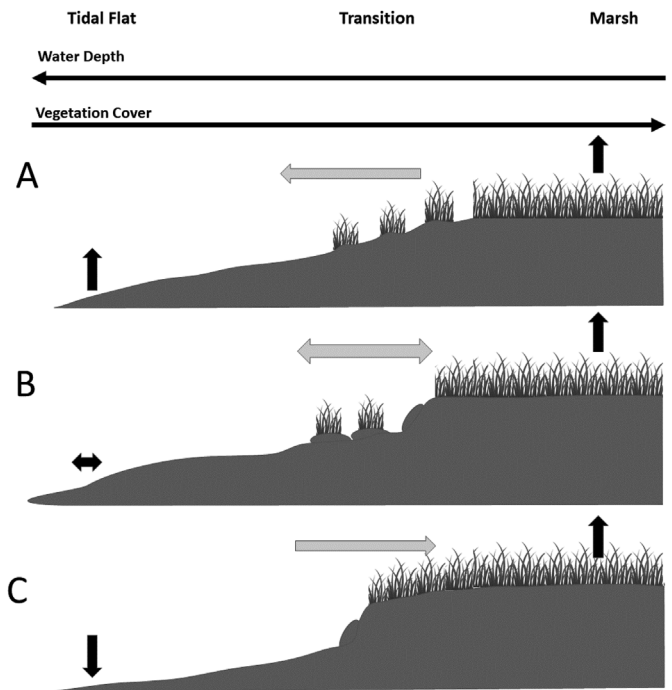 Tidal Flat Transition Marsh
Water Depth
Vegetation Cover
A
B
C